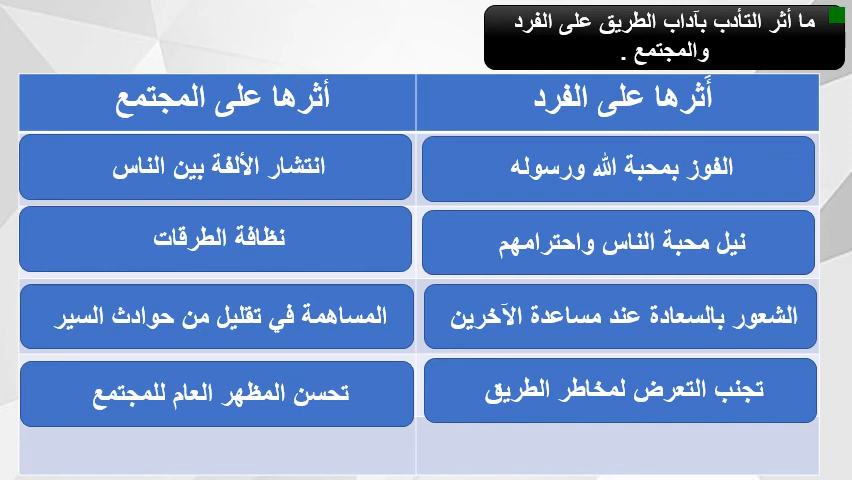 ما أثر التأدب بآداب الطريق على الفرد
والمجتمع .
أَثرها على الفرد
أثرها على المجتمع
الفوز بمحبة الله ورسوله
انتشار الألفة بين الناس
نيل محبة الناس واحترامهم
نظافة الطرقات
الشعور بالسعادة عند مساعدة الآخرين
المساهمة في تقليل من حوادث السير
تجنب التعرض لمخاطر الطريق
تحسن المظهر العام للمجتمع